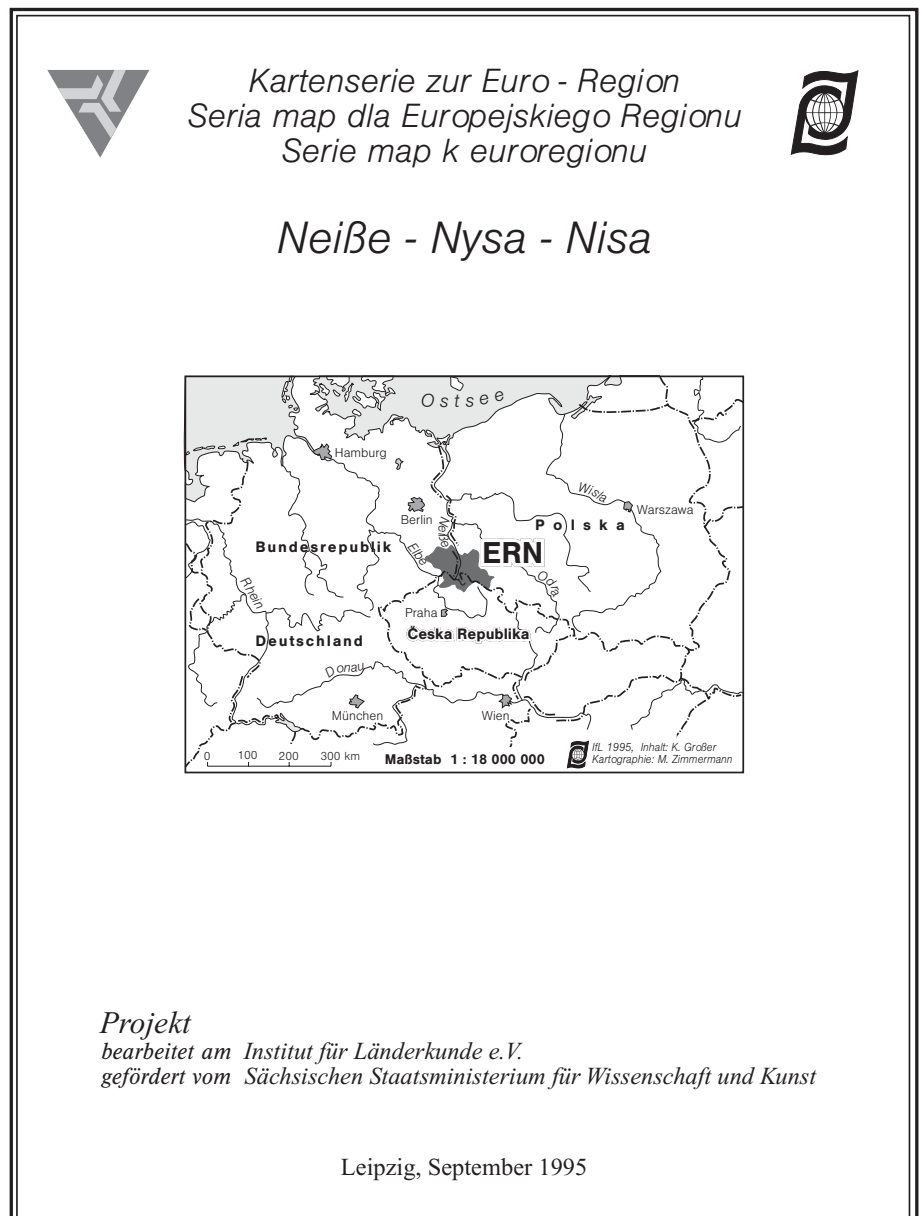 Kartenserie zur Euro - Region
Seria map dla Europejskiego Regionu
Serie map k euroregionu
Neiße - Nysa - Nisa
Ostsee
Hamburg
Wisla
Warszawa
Berlin
Neiße
Polska
Bundesrepublik
Elbe
ERN
Odra
Rhein
Praha
Česka Republika
Deutschland
Donau
München
Wien
0 100 200 300 km
Maßstab 1 : 18 000 000
IfL 1995, Inhalt: K. Großer
Kartographie: M. Zimmermann
Projekt
bearbeitet am Institut für Länderkunde e.V.
gefördert vom Sächsischen Staatsministerium für Wissenschaft und Kunst
Leipzig, September 1995